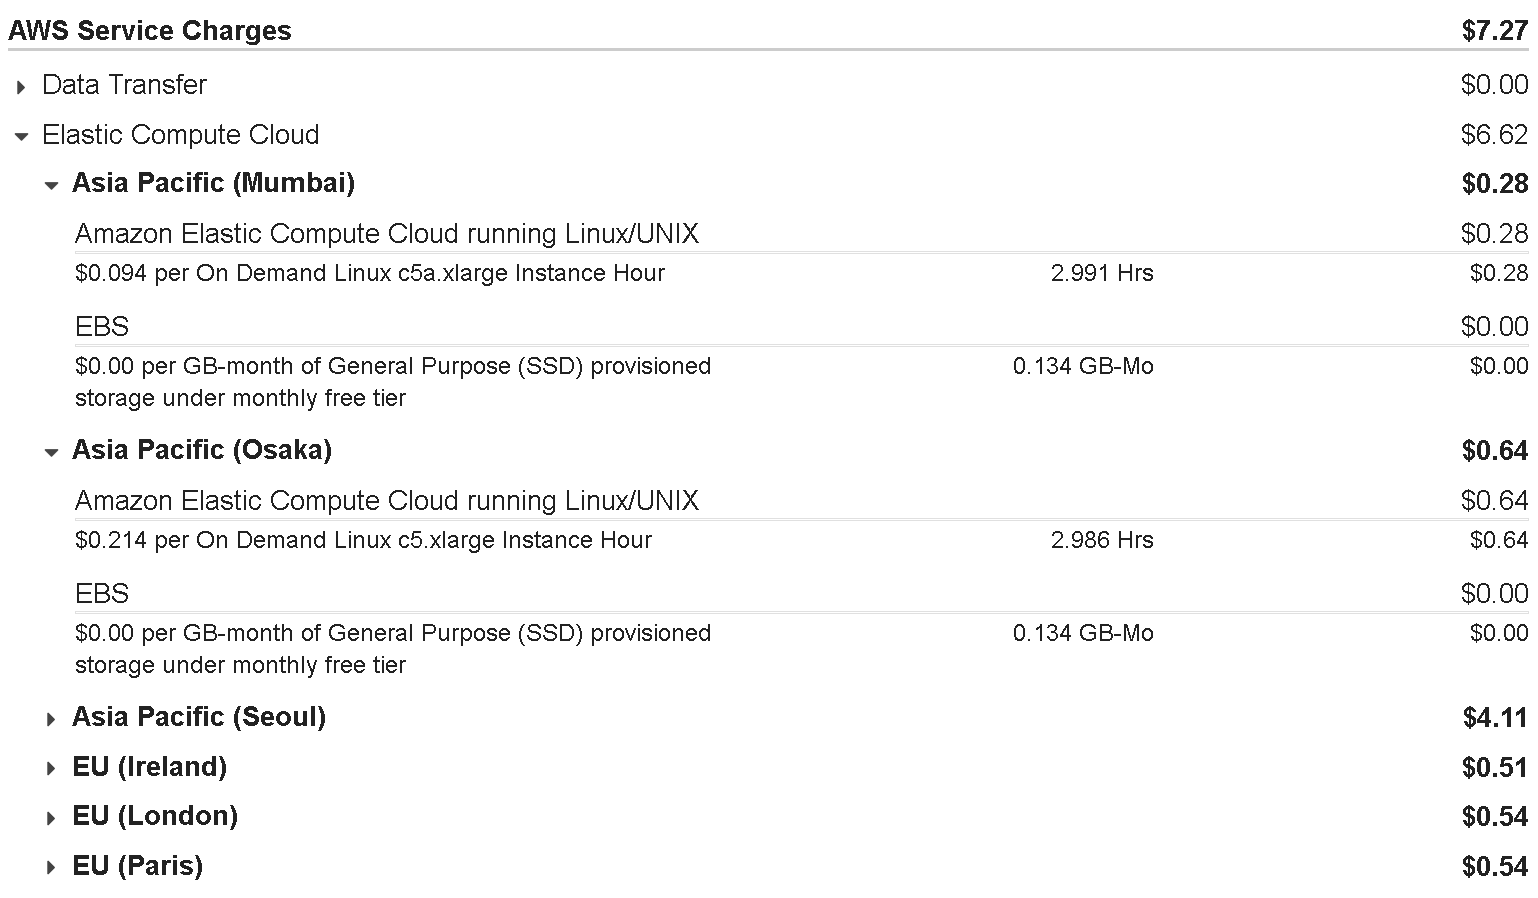 AWS Service Charges $7.27
Data Transfer $0.00
Elastic Compute Cloud $6.62
Asia Pacific (Mumbai) $0.28
Amazon Elastic Compute Cloud running Linux/UNIX $0.28
$0.094 per On Demand Linux c5a.xlarge Instance Hour 2.991 Hrs $0.28
EBS $0.00
$0.00 per GB-month of General Purpose (SSD) provisioned 0.134 GB-Mo $0.00
storage under monthly free tier
Asia Pacific (Osaka) $0.64
Amazon Elastic Compute Cloud running Linux/UNIX $0.64
$0.214 per On Demand Linux c5.xlarge Instance Hour 2.986 Hrs $0.64
EBS $0.00
$0.00 per GB-month of General Purpose (SSD) provisioned 0.134 GB-Mo $0.00
storage under monthly free tier
Asia Pacific (Seoul) $4.11
EU (Ireland) $0.51
EU (London) $0.54
EU (Paris) $0.54